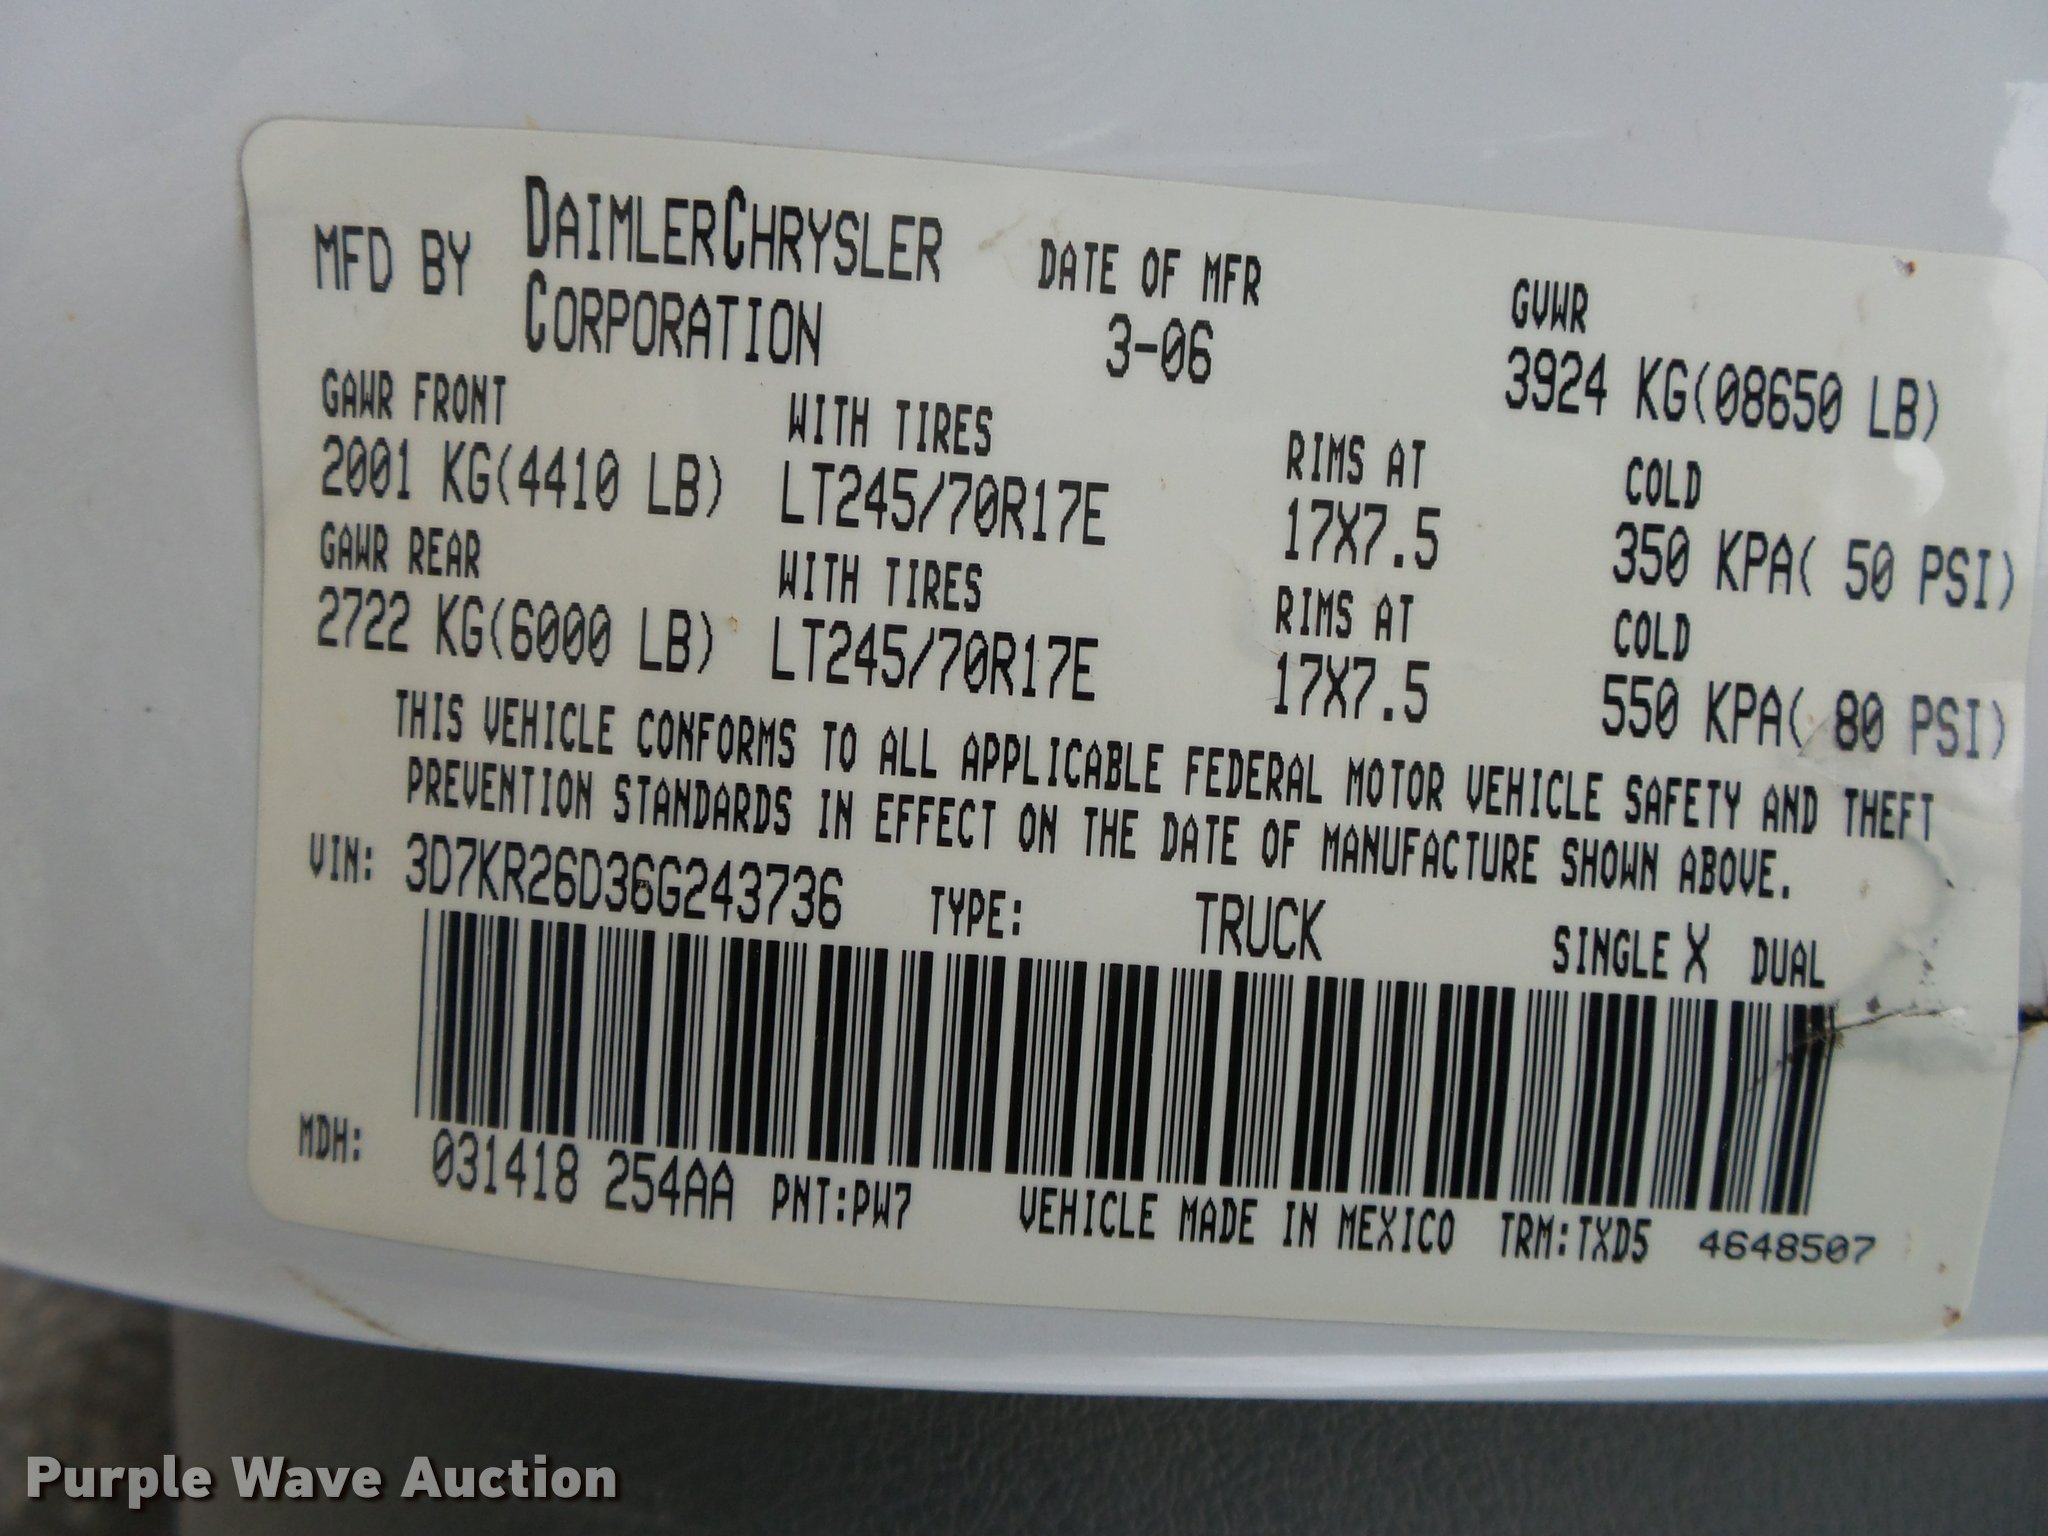 MFD BY DAIMLERCHRYSLER CORPORATION DATE OF MFR 3-06 GVWR 3924 KG(08650 LB)
GAWR FRONT WITH TIRES RIMS AT COLD
2001 KG(4410 LB) LT245/70R17E 17X7.5 350 KPA( 50 PSI)
GAWR REAR WITH TIRES RIMS AT COLD
2722 KG(6000 LB) LT245/70R17E 17X7.5 550 KPA( 80 PSI)
THIS VEHICLE CONFORMS TO ALL APPLICABLE FEDERAL MOTOR VEHICLE SAFETY AND THEFT
PREVENTION STANDARDS IN EFFECT ON THE DATE OF MANUFACTURE SHOWN ABOVE.
VIN: 3D7KR26D36G243736 TYPE: TRUCK SINGLE X DUAL
MDH: 031418 254AA PNT:PW7 VEHICLE MADE IN MEXICO TRM:TXD5 4648507
Purple Wave Auction